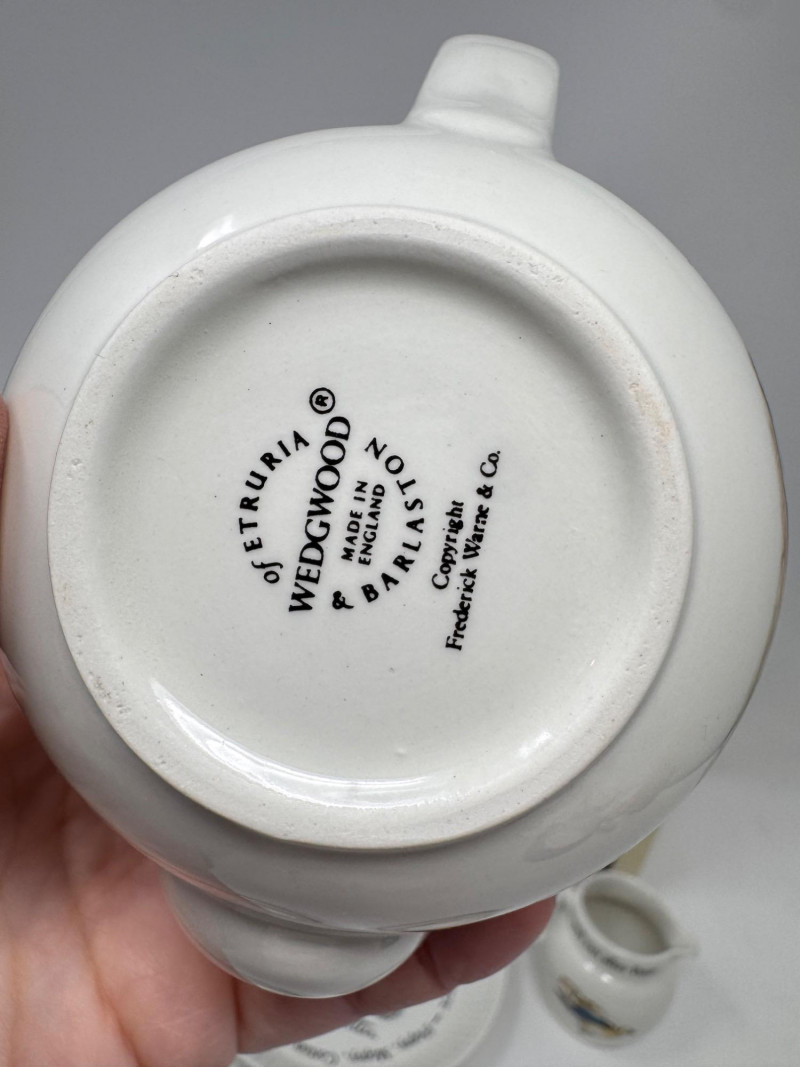 of ETRURIA
WEDGWOOD®
MADE IN
ENGLAND
& BARLASTON
Copyright
Frederick Warne & Co.